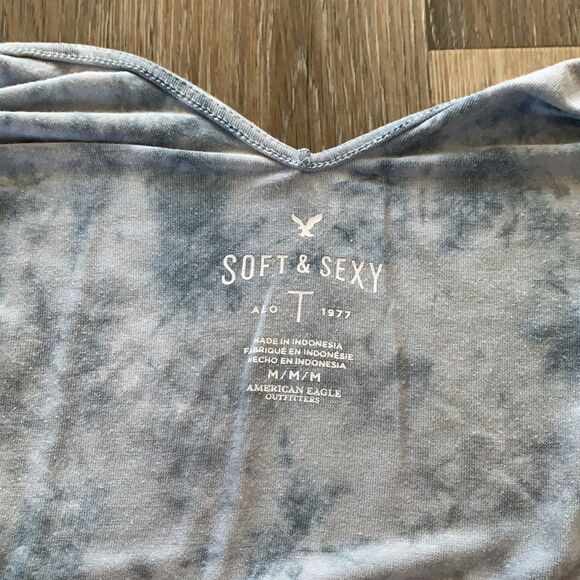 SOFT & SEXY
AEO T 1977
MADE IN INDONESIA
FABRIQUÉ EN INDONÉSIE
HECHO EN INDONESIA
M/M/M
AMERICAN EAGLE
OUTFITTERS